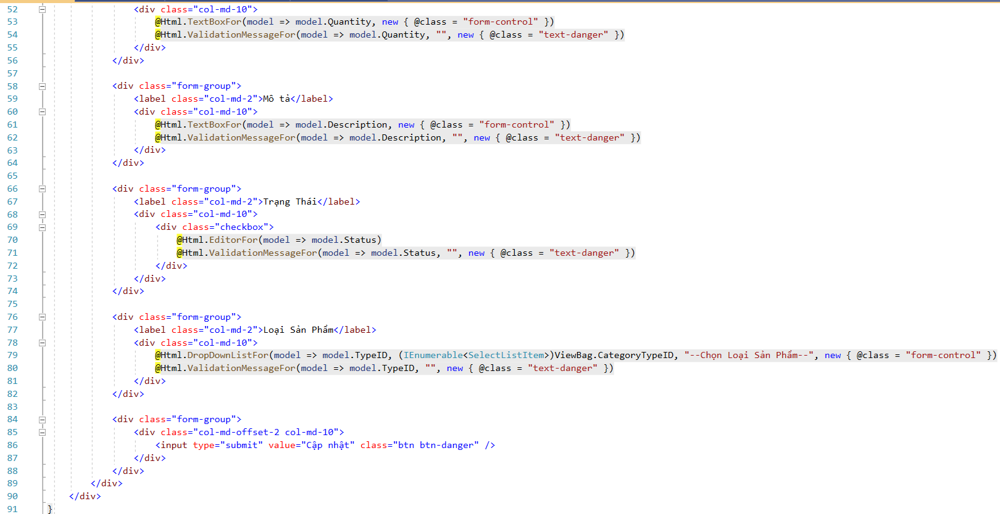 52 <div class="col-md-10">
53 @Html.TextBoxFor(model => model.Quantity, new { @class = "form-control" })
54 @Html.ValidationMessageFor(model => model.Quantity, "", new { @class = "text-danger" })
55 </div>
56 </div>
57
58 <div class="form-group">
59 <label class="col-md-2">Mô tả</label>
60 <div class="col-md-10">
61 @Html.TextBoxFor(model => model.Description, new { @class = "form-control" })
62 @Html.ValidationMessageFor(model => model.Description, "", new { @class = "text-danger" })
63 </div>
64 </div>
65
66 <div class="form-group">
67 <label class="col-md-2">Trạng Thái</label>
68 <div class="col-md-10">
69 <div class="checkbox">
70 @Html.EditorFor(model => model.Status)
71 @Html.ValidationMessageFor(model => model.Status, "", new { @class = "text-danger" })
72 </div>
73 </div>
74 </div>
75
76 <div class="form-group">
77 <label class="col-md-2">Loại Sản Phẩm</label>
78 <div class="col-md-10">
79 @Html.DropDownListFor(model => model.TypeID, (IEnumerable<SelectListItem>)ViewBag.CategoryTypeID, "--Chọn Loại Sản Phẩm--", new { @class = "form-control" })
80 @Html.ValidationMessageFor(model => model.TypeID, "", new { @class = "text-danger" })
81 </div>
82 </div>
83
84 <div class="form-group">
85 <div class="col-md-offset-2 col-md-10">
86 <input type="submit" value="Cập nhật" class="btn btn-danger" />
87 </div>
88 </div>
89 </div>
90 </div>
91 }